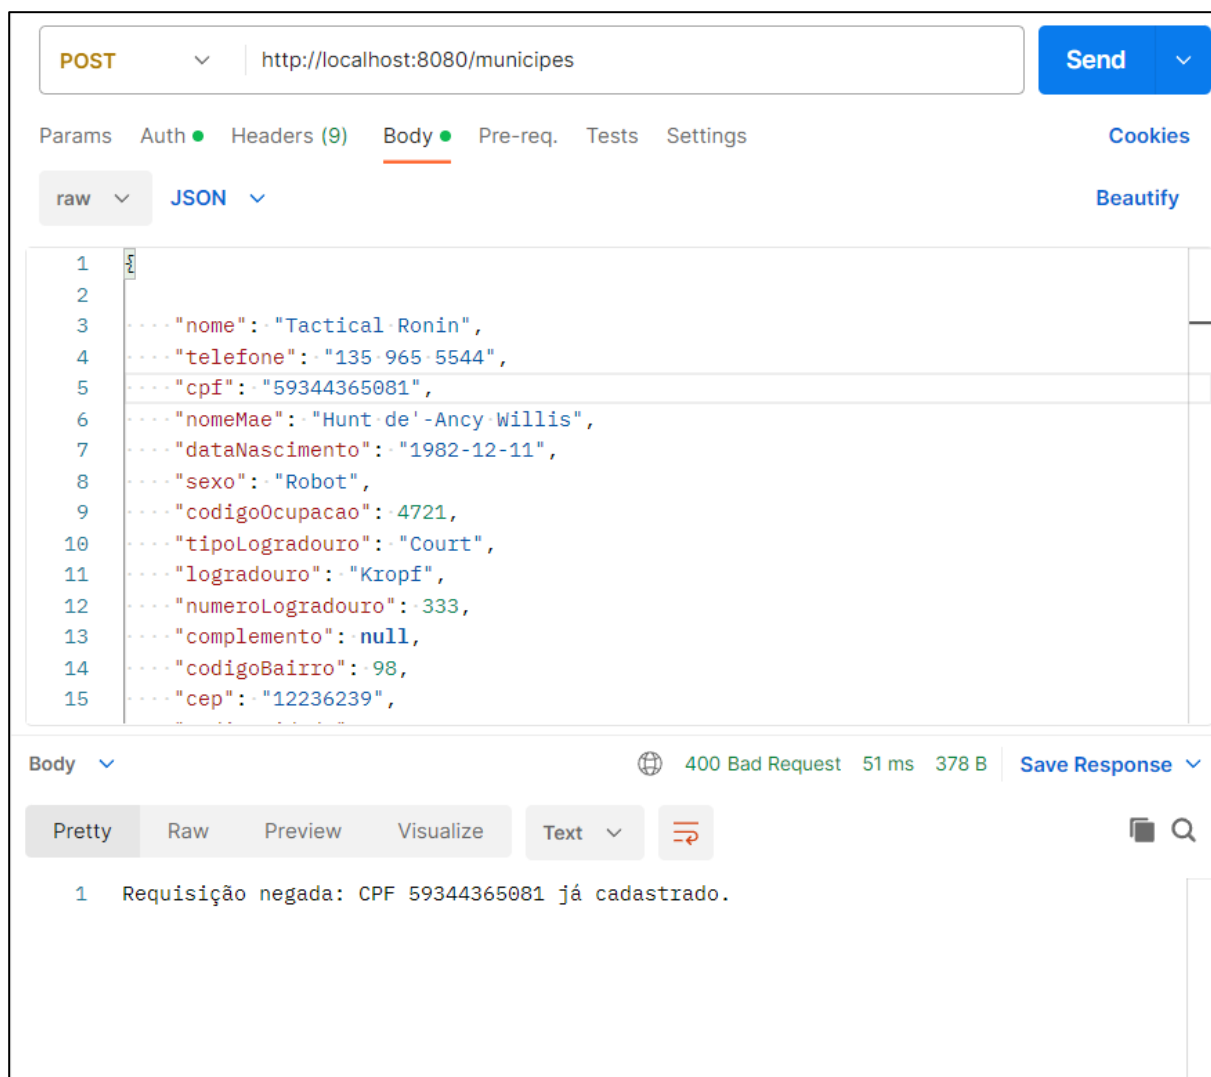 POST http://localhost:8080/municipes Send
Params Auth Headers (9) Body Pre-req. Tests Settings Cookies
raw JSON Beautify
1 {
2
3 "nome": "Tactical Ronin",
4 "telefone": "135 965 5544",
5 "cpf": "59344365081",
6 "nomeMae": "Hunt de'-Ancy Willis",
7 "dataNascimento": "1982-12-11",
8 "sexo": "Robot",
9 "codigoOcupacao": 4721,
10 "tipoLogradouro": "Court",
11 "logradouro": "Kropf",
12 "numeroLogradouro": 333,
13 "complemento": null,
14 "codigoBairro": 98,
15 "cep": "12236239",
Body 400 Bad Request 51 ms 378 B Save Response
Pretty Raw Preview Visualize Text
1 Requisição negada: CPF 59344365081 já cadastrado.